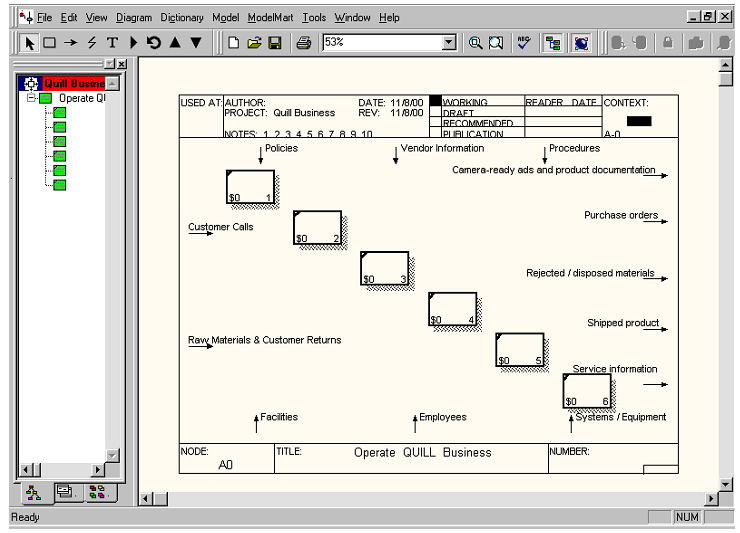 File Edit View Diagram Dictionary Model ModelMart Tools Window Help
T 53% ABC
Quill Busine
Operate QI
USED AT: AUTHOR: DATE: 11/8/00 WORKING READER DATE CONTEXT:
PROJECT: Quill Business REV: 11/8/00 DRAFT
RECOMMENDED
NOTES: 1 2 3 4 5 6 7 8 9 10 PUBLICATION A-0
Policies Vendor Information Procedures
Camera-ready ads and product documentation
$0 1
Purchase orders
Customer Calls
$0 2
Rejected / disposed materials
$0 3
Shipped product
$0 4
Raw Materials & Customer Returns
$0 5
Service information
$0 6
Facilities Employees Systems / Equipment
NODE: TITLE: Operate QUILL Business NUMBER:
A0
Ready NUM